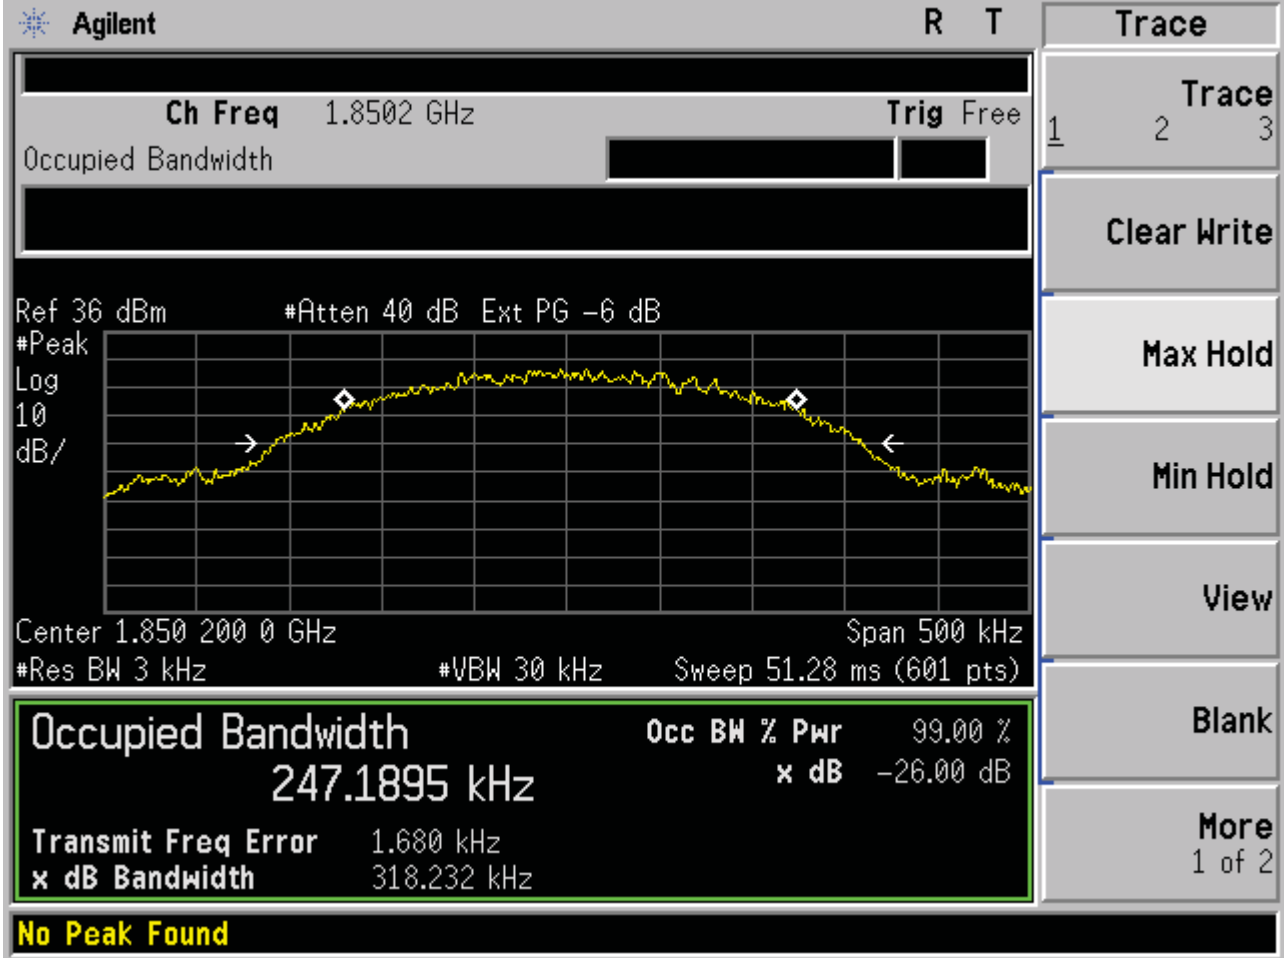 Agilent R T
Ch Freq 1.8502 GHz Trig Free
Occupied Bandwidth
Ref 36 dBm #Atten 40 dB Ext PG -6 dB
#Peak
Log
10
dB/
Center 1.850 200 0 GHz Span 500 kHz
#Res BW 3 kHz #VBW 30 kHz Sweep 51.28 ms (601 pts)
Occupied Bandwidth Occ BW % Pwr 99.00 %
247.1895 kHz x dB -26.00 dB
Transmit Freq Error 1.680 kHz
x dB Bandwidth 318.232 kHz
No Peak Found
Trace
Trace
1 2 3
Clear Write
Max Hold
Min Hold
View
Blank
More
1 of 2